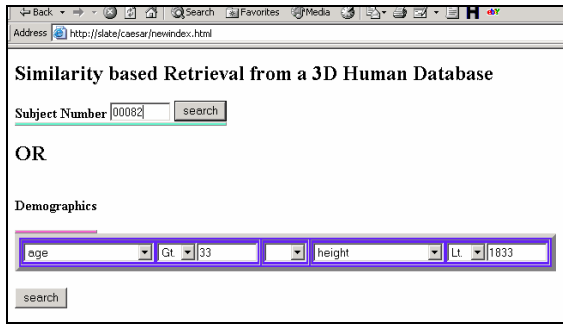 Back Search Favorites Media
Address http://slate/caesar/newindex.html
Similarity based Retrieval from a 3D Human Database
Subject Number 00082 search
OR
Demographics
age Gt. 33 height Lt. 1833
search